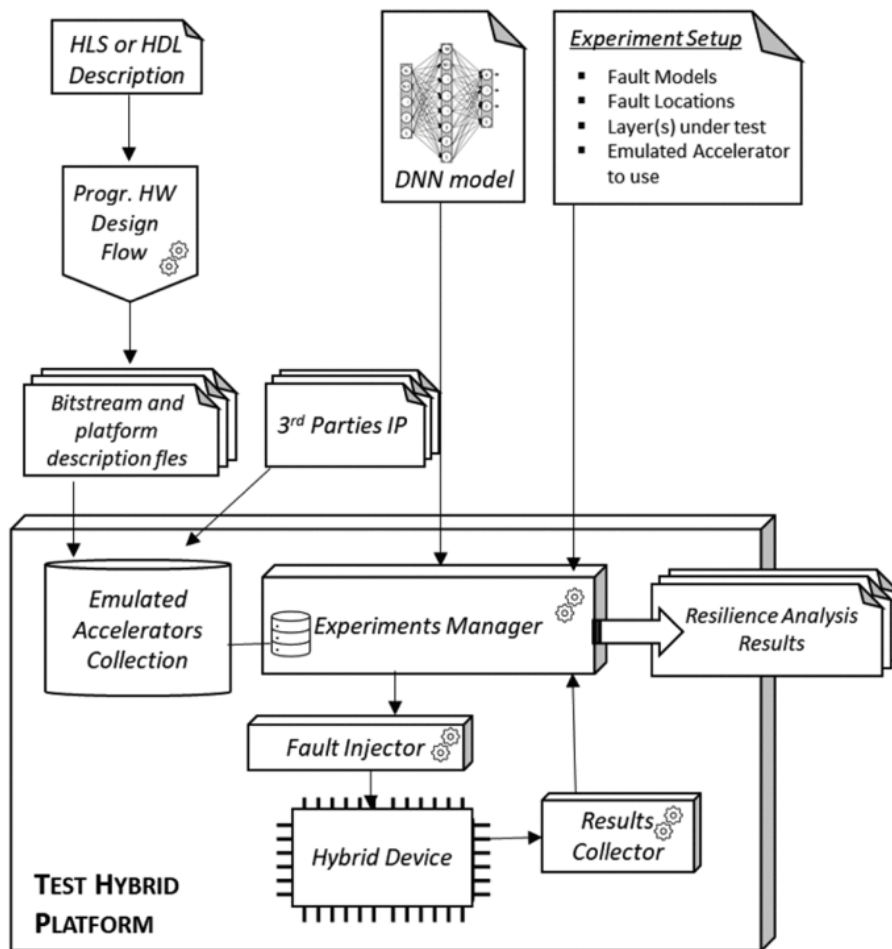 HLS or HDL
Description
Progr. HW
Design
Flow
Bitstream and
platform
description fles
3rd Parties IP
DNN model
Experiment Setup
▪ Fault Models
▪ Fault Locations
▪ Layer(s) under test
▪ Emulated Accelerator
to use
Emulated
Accelerators
Collection
Experiments Manager
Resilience Analysis
Results
Fault Injector
Hybrid Device
Results
Collector
TEST HYBRID
PLATFORM